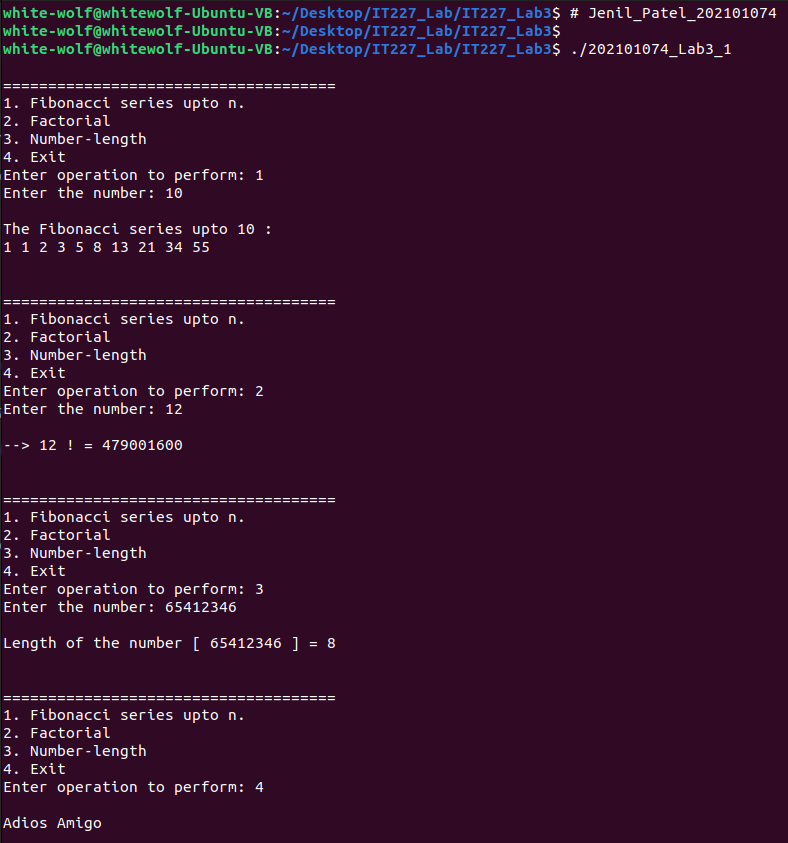 white-wolf@whitewolf-Ubuntu-VB:~/Desktop/IT227_Lab/IT227_Lab3$ # Jenil_Patel_202101074
white-wolf@whitewolf-Ubuntu-VB:~/Desktop/IT227_Lab/IT227_Lab3$
white-wolf@whitewolf-Ubuntu-VB:~/Desktop/IT227_Lab/IT227_Lab3$ ./202101074_Lab3_1
=====================================
1. Fibonacci series upto n.
2. Factorial
3. Number-length
4. Exit
Enter operation to perform: 1
Enter the number: 10
The Fibonacci series upto 10 :
1 1 2 3 5 8 13 21 34 55
=====================================
1. Fibonacci series upto n.
2. Factorial
3. Number-length
4. Exit
Enter operation to perform: 2
Enter the number: 12
--> 12 ! = 479001600
=====================================
1. Fibonacci series upto n.
2. Factorial
3. Number-length
4. Exit
Enter operation to perform: 3
Enter the number: 65412346
Length of the number [ 65412346 ] = 8
=====================================
1. Fibonacci series upto n.
2. Factorial
3. Number-length
4. Exit
Enter operation to perform: 4
Adios Amigo